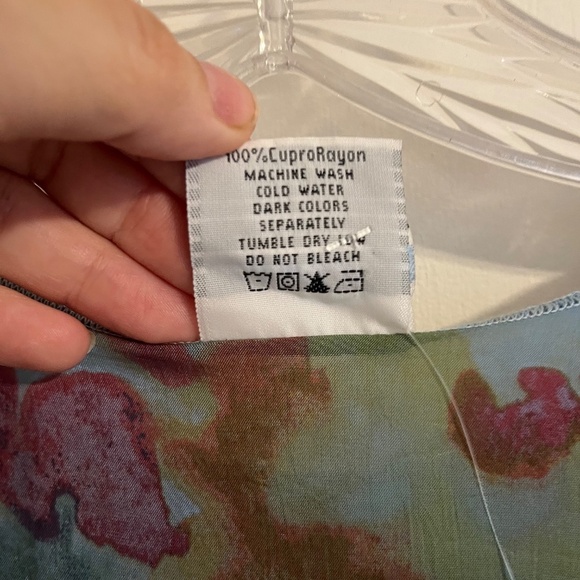 100%CuproRayon
MACHINE WASH
COLD WATER
DARK COLORS
SEPARATELY
TUMBLE DRY LOW
DO NOT BLEACH